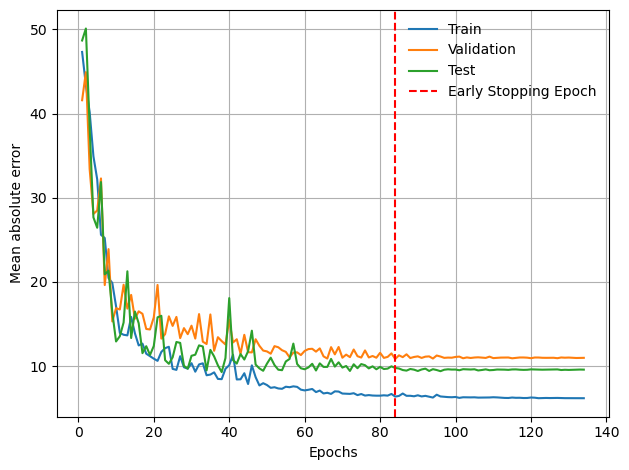 50
40
30
20
10
Mean absolute error
Train
Validation
Test
Early Stopping Epoch
0
20
40
60
80
100
120
140
Epochs